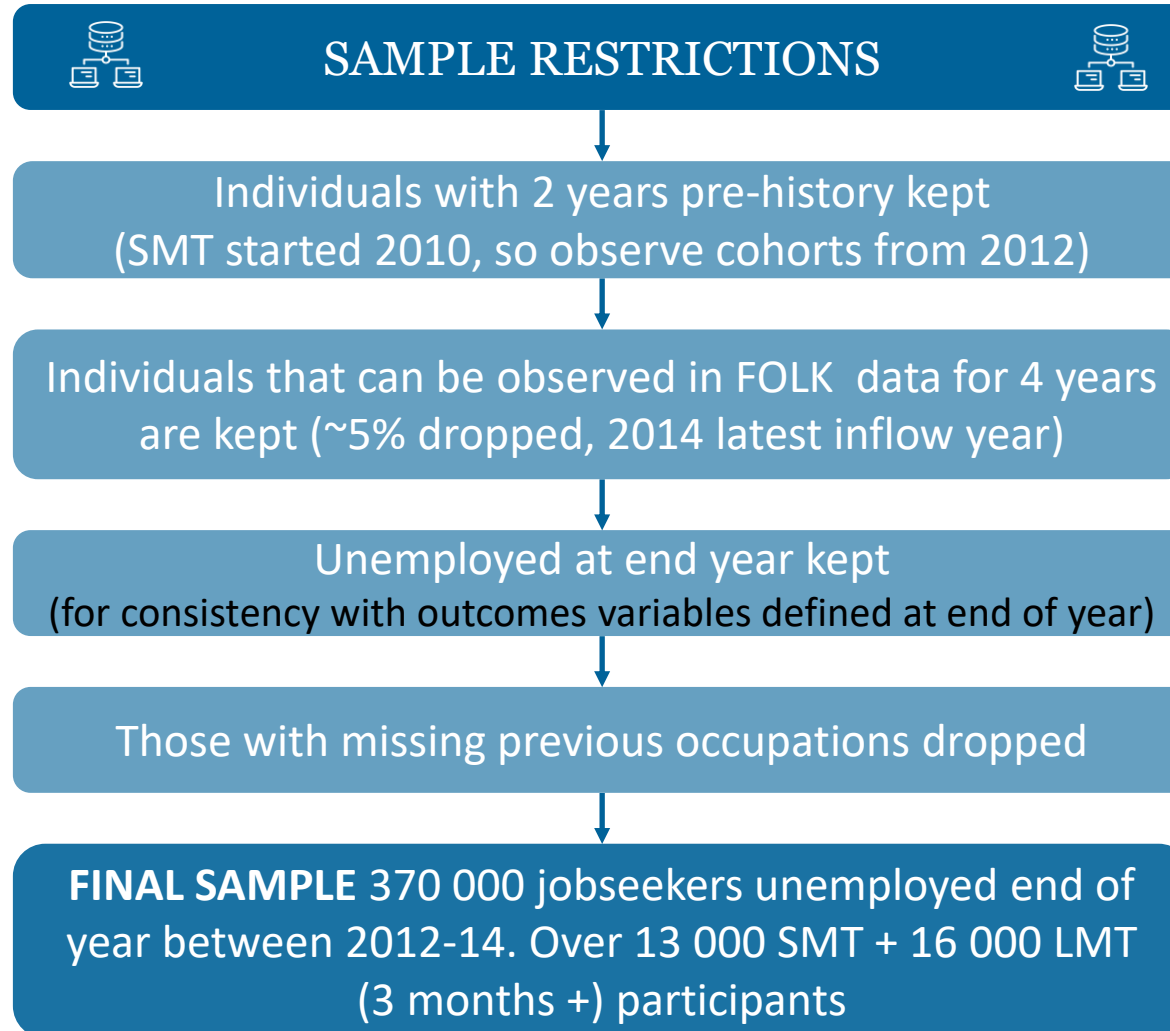 SAMPLE RESTRICTIONS
Individuals with 2 years pre-history kept
(SMT started 2010, so observe cohorts from 2012)
Individuals that can be observed in FOLK  data for 4 years
are kept (~5% dropped, 2014 latest inflow year)
Unemployed at end year kept
(for consistency with outcomes variables defined at end of year)
Those with missing previous occupations dropped
FINAL SAMPLE 370 000 jobseekers unemployed end of
year between 2012-14. Over 13 000 SMT + 16 000 LMT
(3 months +) participants